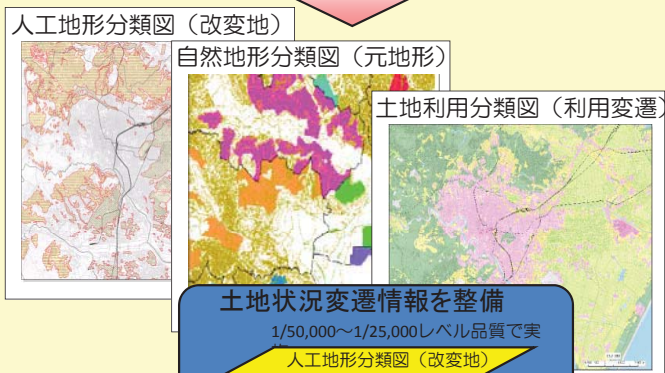 人工地形分類図（改変地）
自然地形分類図（元地形）
土地利用分類図（利用変遷）
土地状況変遷情報を整備
1/50,000～1/25,000レベル品質で実
人工地形分類図（改変地）